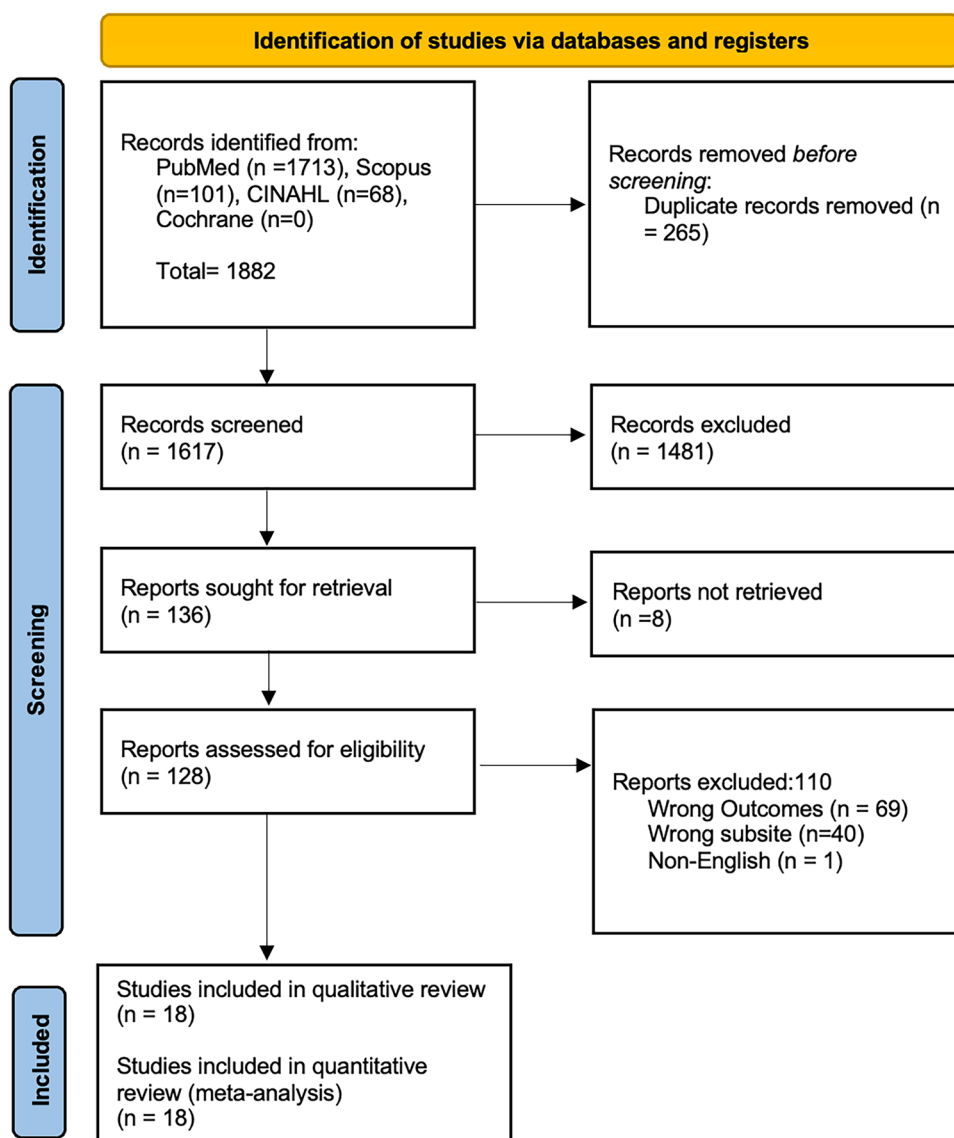 Identification of studies via databases and registers
Identification
Records identified from:
PubMed (n =1713), Scopus
(n=101), CINAHL (n=68),
Cochrane (n=0)
Total= 1882
Records removed before
screening:
Duplicate records removed (n
= 265)
Screening
Records screened
(n = 1617)
Records excluded
(n = 1481)
Reports sought for retrieval
(n = 136)
Reports not retrieved
(n =8)
Reports assessed for eligibility
(n = 128)
Reports excluded:110
Wrong Outcomes (n = 69)
Wrong subsite (n=40)
Non-English (n = 1)
Included
Studies included in qualitative review
(n = 18)
Studies included in quantitative
review (meta-analysis)
(n = 18)